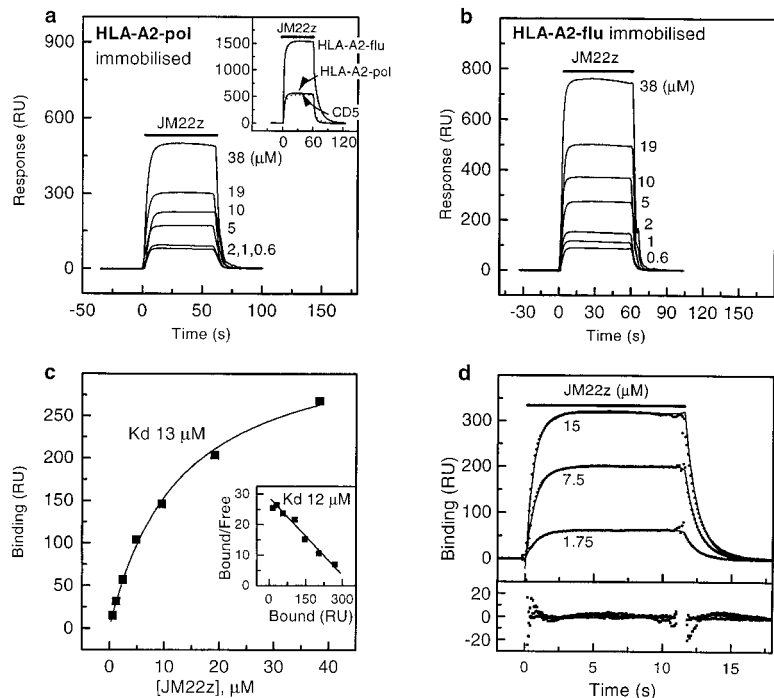 a
HLA-A2-pol
immobilised
900
600
300
0
Response (RU)
JM22z
38 (μM)
19
10
5
2,1,0.6
-50 0 50 100 150
Time (s)
JM22z
HLA-A2-flu
HLA-A2-pol
CD5
1500
1000
500
0
0 60 120
b
HLA-A2-flu immobilised
JM22z
800
600
400
200
0
Response (RU)
38 (μM)
19
10
5
2
1
0.6
-30 0 30 60 90 120 150
Time (s)
c
250
200
150
100
50
0
Binding (RU)
Kd 13 μM
0 10 20 30 40
[JM22z], μM
Kd 12 μM
30
20
10
0
Bound/Free
0 150 300
Bound (RU)
d
JM22z (μM)
300
200
100
0
Binding (RU)
15
7.5
1.75
20
0
-20
0 5 10 15
Time (s)